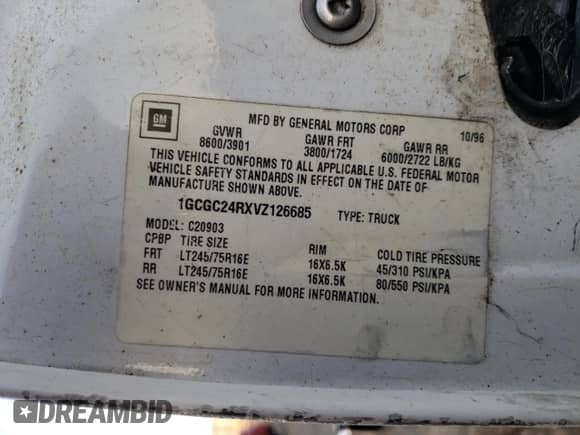 GM
MFD BY GENERAL MOTORS CORP 10/96
GVWR GAWR FRT GAWR RR
8600/3901 3800/1724 6000/2722 LB/KG
THIS VEHICLE CONFORMS TO ALL APPLICABLE U.S. FEDERAL MOTOR
VEHICLE SAFETY STANDARDS IN EFFECT ON THE DATE OF
MANUFACTURE SHOWN ABOVE.
1GCGC24RXVZ126685 TYPE: TRUCK
MODEL: C20903
CPBP TIRE SIZE RIM COLD TIRE PRESSURE
FRT LT245/75R16E 16X6.5K 45/310 PSI/KPA
RR LT245/75R16E 16X6.5K 80/550 PSI/KPA
SEE OWNER'S MANUAL FOR MORE INFORMATION.
DREAMBID